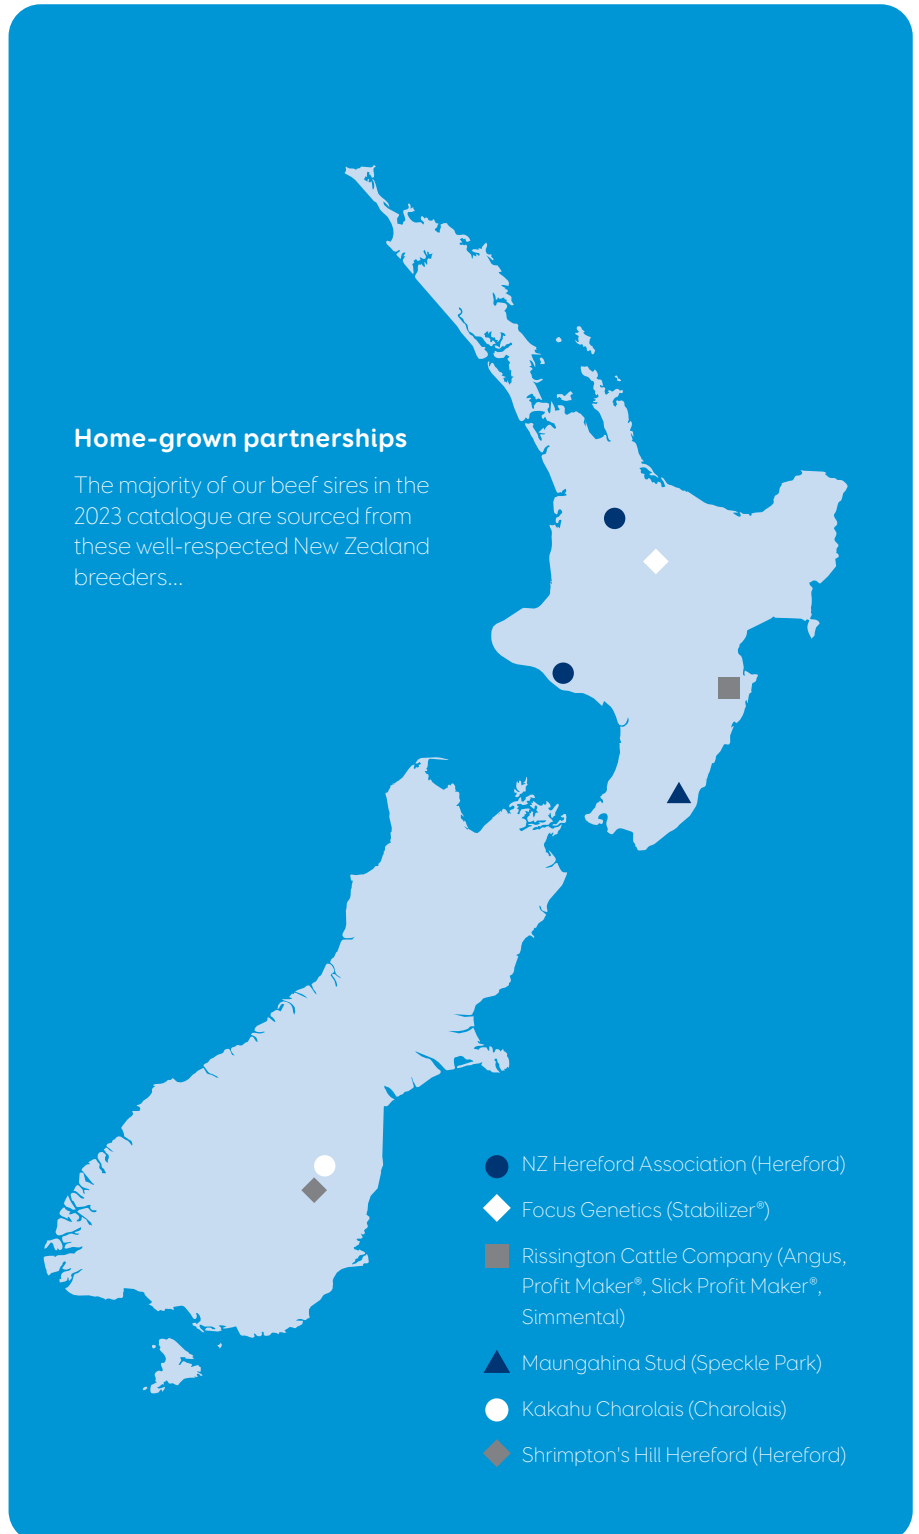 Home-grown partnerships
The majority of our beef sires in the
2023 catalogue are sourced from
these well-respected New Zealand
breeders...
NZ Hereford Association (Hereford)
Focus Genetics (Stabilizer®)
Rissington Cattle Company (Angus,
Profit Maker®, Slick Profit Maker®,
Simmental)
Maungahina Stud (Speckle Park)
Kakahu Charolais (Charolais)
Shrimpton's Hill Hereford (Hereford)